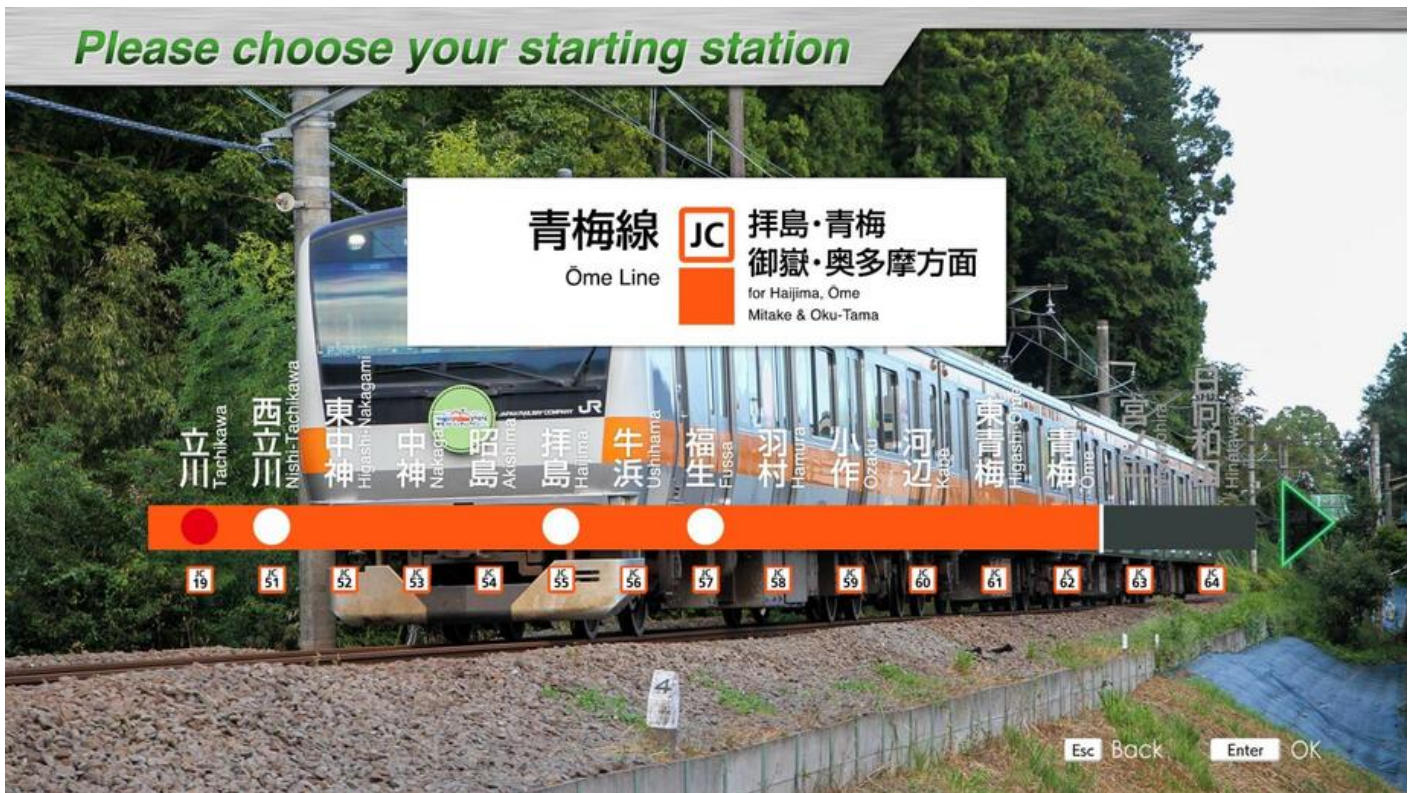 Please choose your starting station
青梅線
Ōme Line
JC
拝島・青梅
御嶽・奥多摩方面
for Haijima, Ōme
Mitake & Oku-Tama
JAPAN RAILWAY COMPANY
JR
立川
Tachikawa
西立川
Nishi-Tachikawa
東中神
Higashi-Nakagami
中神
昭島
Akishima
拝島
Haijima
牛浜
Ushihama
福生
Fussa
羽村
Hamura
小作
Ozaku
河辺
Kabe
東青梅
青梅
Ōme
JC 19
JC 51
JC 52
JC 53
JC 54
JC 55
JC 56
JC 57
JC 58
JC 59
JC 60
JC 61
JC 62
JC 63
JC 64
4
Esc Back
Enter OK